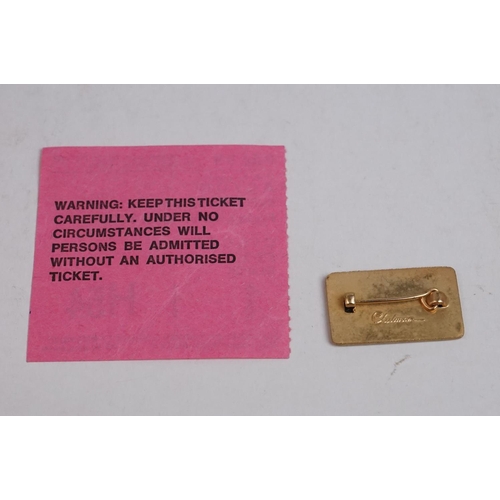 WARNING: KEEP THIS TICKET
CAREFULLY. UNDER NO
CIRCUMSTANCES WILL
PERSONS BE ADMITTED
WITHOUT AN AUTHORISED
TICKET.